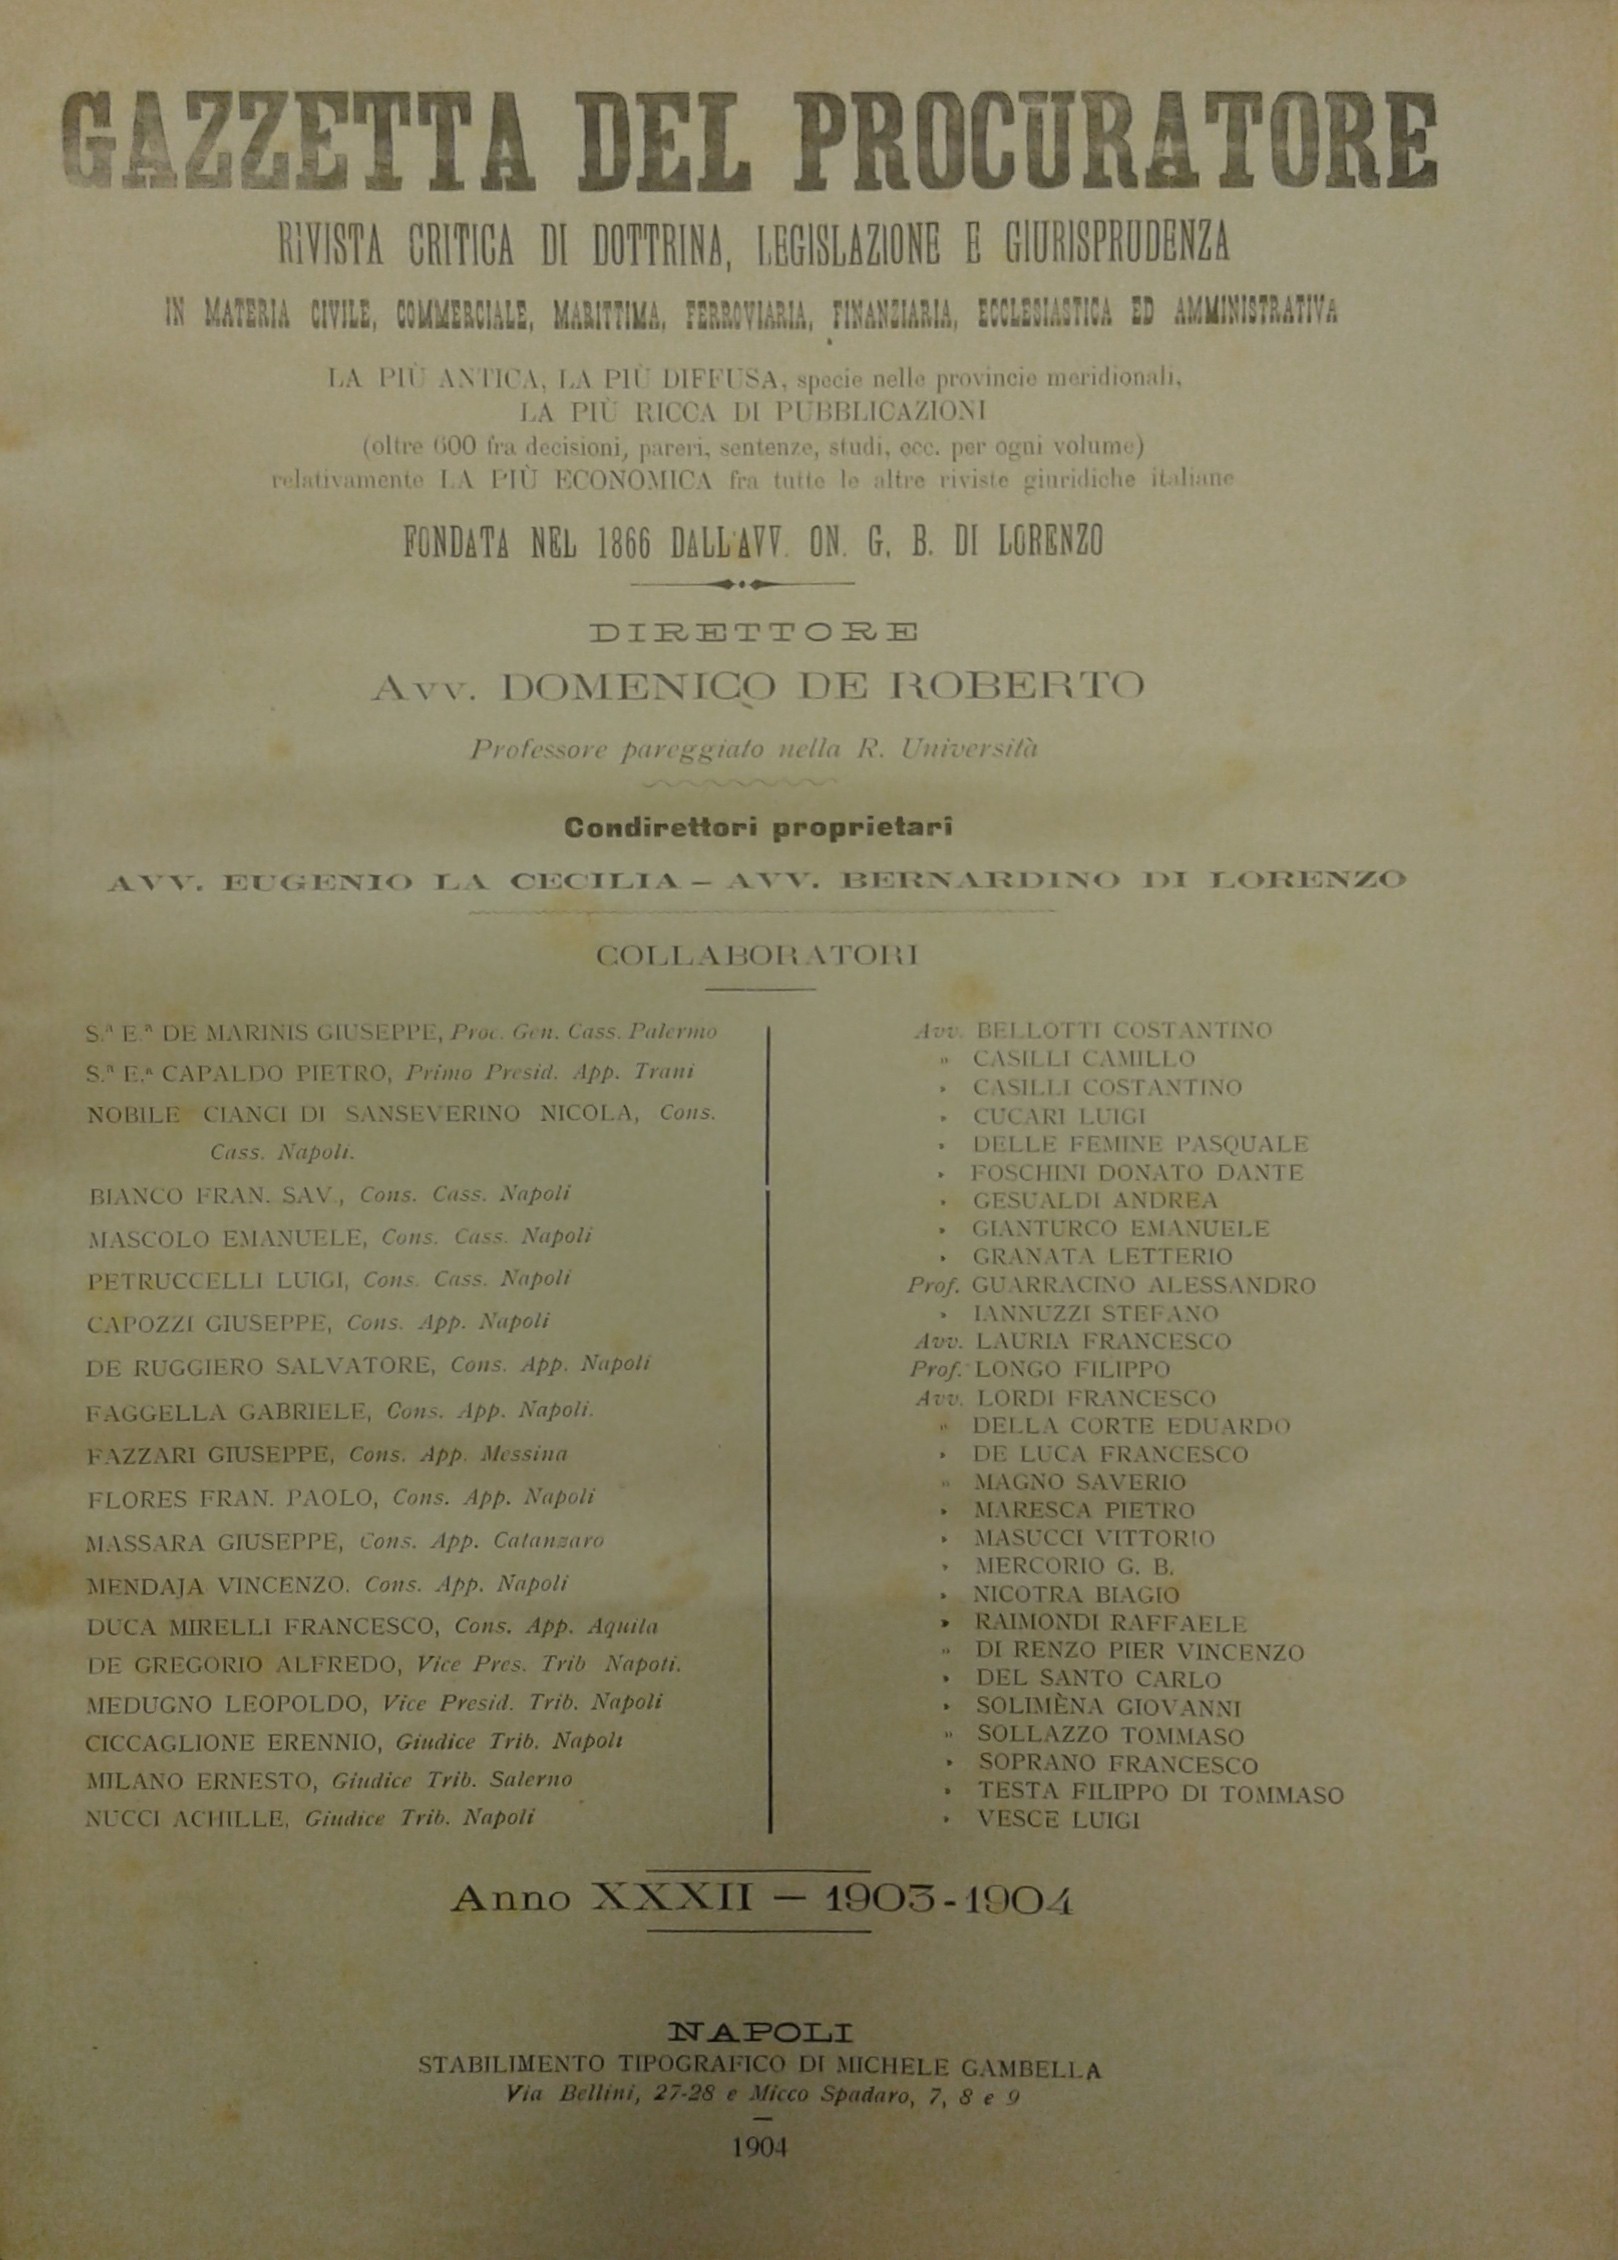 GAZZETTA DEL PROCURATORE
RIVISTA CRITICA DI DOTTRINA, LEGISLAZIONE E GIURISPRUDENZA
IN MATERIA CIVILE, COMMERCIALE, MARITTIMA, FERROVIARIA, FINANZIARIA, ECCLESIASTICA ED AMMINISTRATIVA
LA PIÙ ANTICA, LA PIÙ DIFFUSA, specie nelle provincie meridionali,
LA PIÙ RICCA DI PUBBLICAZIONI
(oltre 600 fra decisioni, pareri, sentenze, studi, ecc. per ogni volume)
relativamente LA PIÙ ECONOMICA fra tutte le altre riviste giuridiche italiane
FONDATA NEL 1866 DALL'AVV. ON. G. B. DI LORENZO
DIRETTORE
Avv. DOMENICO DE ROBERTO
Professore pareggiato nella R. Università
Condirettori proprietari
AVV. EUGENIO LA CECILIA – AVV. BERNARDINO DI LORENZO
COLLABORATORI
S.ª E.ª DE MARINIS GIUSEPPE, Proc. Gen. Cass. Palermo
S.ª E.ª CAPALDO PIETRO, Primo Presid. App. Trani
NOBILE CIANCI DI SANSEVERINO NICOLA, Cons.
Cass. Napoli.
BIANCO FRAN. SAV., Cons. Cass. Napoli
MASCOLO EMANUELE, Cons. Cass. Napoli
PETRUCCELLI LUIGI, Cons. Cass. Napoli
CAPOZZI GIUSEPPE, Cons. App. Napoli
DE RUGGIERO SALVATORE, Cons. App. Napoli
FAGGELLA GABRIELE, Cons. App. Napoli.
FAZZARI GIUSEPPE, Cons. App. Messina
FLORES FRAN. PAOLO, Cons. App. Napoli
MASSARA GIUSEPPE, Cons. App. Catanzaro
MENDAJA VINCENZO. Cons. App. Napoli
DUCA MIRELLI FRANCESCO, Cons. App. Aquila
DE GREGORIO ALFREDO, Vice Pres. Trib Napoli.
MEDUGNO LEOPOLDO, Vice Presid. Trib. Napoli
CICCAGLIONE ERENNIO, Giudice Trib. Napoli
MILANO ERNESTO, Giudice Trib. Salerno
NUCCI ACHILLE, Giudice Trib. Napoli
Avv. BELLOTTI COSTANTINO
» CASILLI CAMILLO
» CASILLI COSTANTINO
» CUCARI LUIGI
» DELLE FEMINE PASQUALE
» FOSCHINI DONATO DANTE
» GESUALDI ANDREA
» GIANTURCO EMANUELE
» GRANATA LETTERIO
Prof. GUARRACINO ALESSANDRO
» IANNUZZI STEFANO
Avv. LAURIA FRANCESCO
Prof. LONGO FILIPPO
Avv. LORDI FRANCESCO
» DELLA CORTE EDUARDO
» DE LUCA FRANCESCO
» MAGNO SAVERIO
» MARESCA PIETRO
» MASUCCI VITTORIO
» MERCORIO G. B.
» NICOTRA BIAGIO
» RAIMONDI RAFFAELE
» DI RENZO PIER VINCENZO
» DEL SANTO CARLO
» SOLIMÈNA GIOVANNI
» SOLLAZZO TOMMASO
» SOPRANO FRANCESCO
» TESTA FILIPPO DI TOMMASO
» VESCE LUIGI
Anno XXXII – 1903-1904
NAPOLI
STABILIMENTO TIPOGRAFICO DI MICHELE GAMBELLA
Via Bellini, 27-28 e Micco Spadaro, 7, 8 e 9
1904